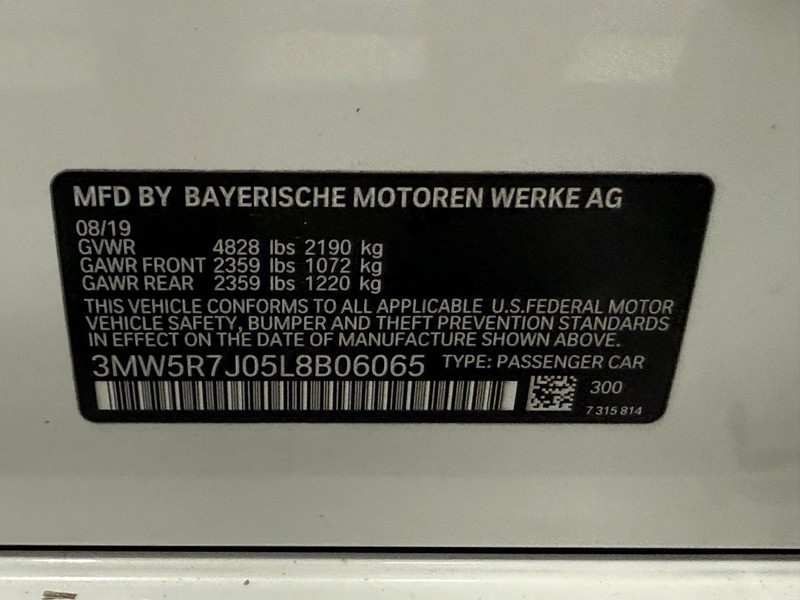 MFD BY BAYERISCHE MOTOREN WERKE AG
08/19
GVWR 4828 lbs 2190 kg
GAWR FRONT 2359 lbs 1072 kg
GAWR REAR 2359 lbs 1220 kg
THIS VEHICLE CONFORMS TO ALL APPLICABLE U.S.FEDERAL MOTOR
VEHICLE SAFETY, BUMPER AND THEFT PREVENTION STANDARDS
IN EFFECT ON THE DATE OF MANUFACTURE SHOWN ABOVE.
3MW5R7J05L8B06065 TYPE: PASSENGER CAR
300
7 315 814